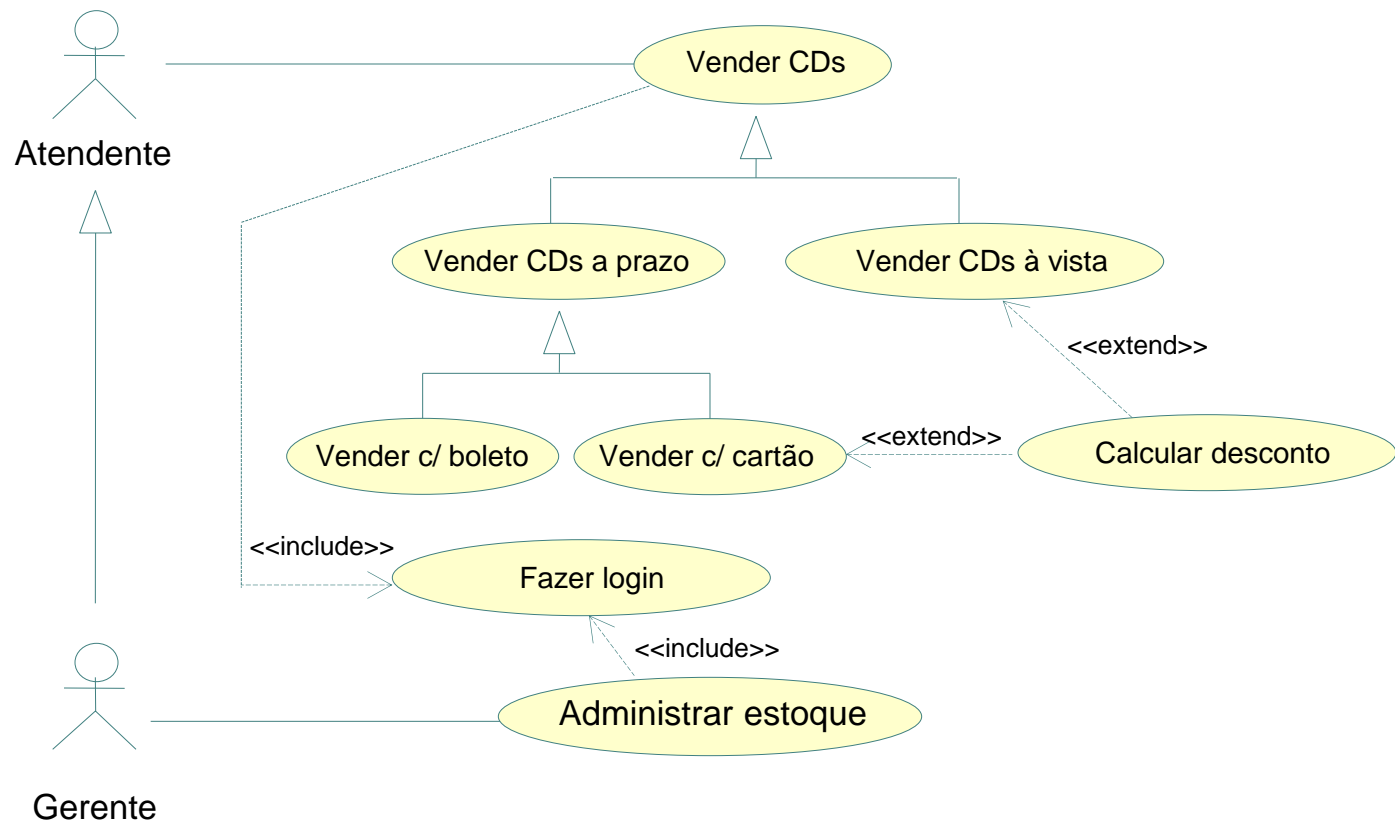 Vender CDs
Atendente
Vender CDs a prazo
Vender CDs à vista
<<extend>>
Vender c/ boleto
Vender c/ cartão
<<extend>>
Calcular desconto
<<include>>
Fazer login
<<include>>
Administrar estoque
Gerente